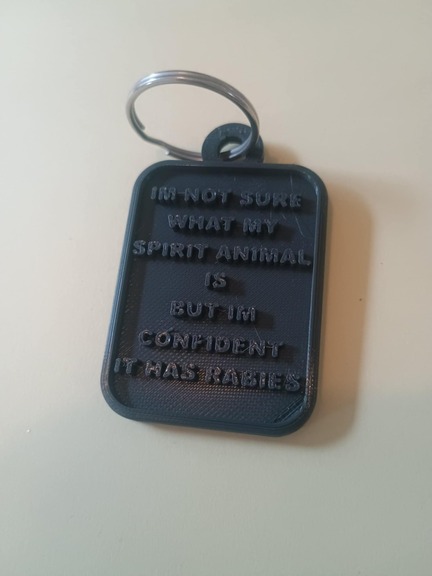 IM NOT SURE
WHAT MY
SPIRIT ANIMAL
IS
BUT IM
CONFIDENT
IT HAS RABIES